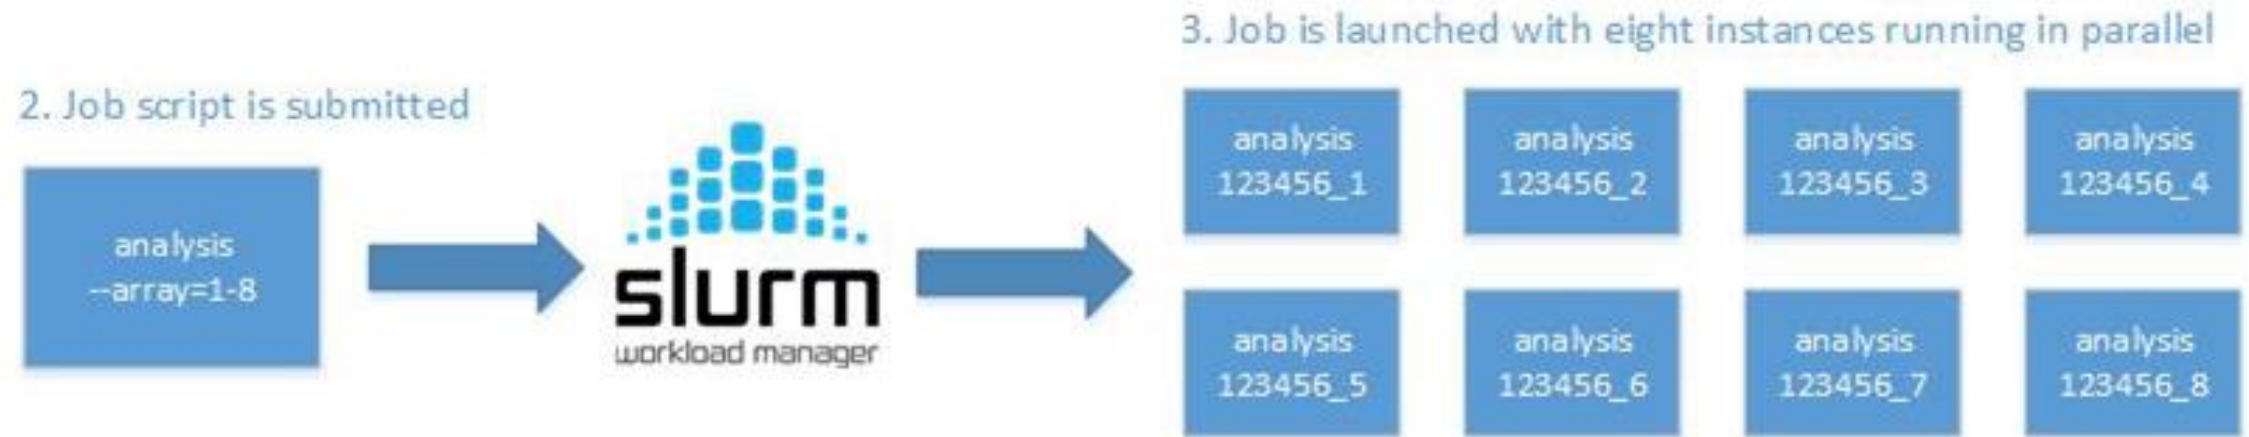 2. Job script is submitted
analysis
--array=1-8
slurm
workload manager
3. Job is launched with eight instances running in parallel
analysis
123456_1
analysis
123456_2
analysis
123456_3
analysis
123456_4
analysis
123456_5
analysis
123456_6
analysis
123456_7
analysis
123456_8